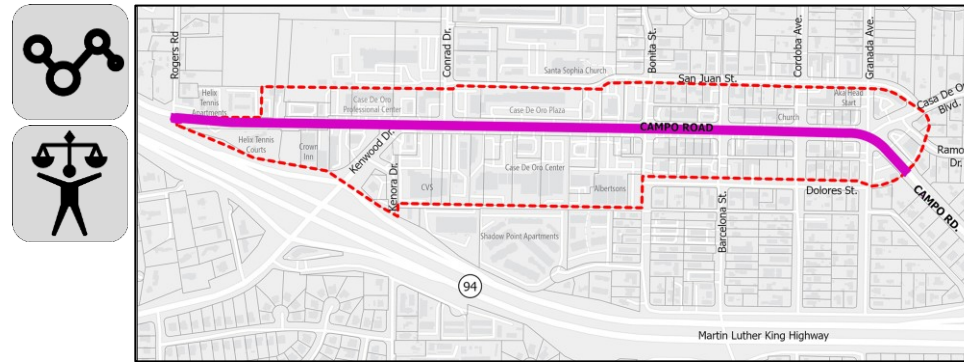 Rogers Rd
Conrad Dr.
Bonita St.
Cordoba Ave.
Granada Ave.
Santa Sophia Church
San Juan St.
Helix
Tennis
Apartments
Case De Oro
Professional Center
Case De Oro Plaza
Church
Head
Start
Casa De Oro
Blvd.
CAMPO ROAD
Helix Tennis
Courts
Crown
Inn
Kenwood Dr.
Kenora Dr.
CVS
Case De Oro Center
Albertsons
Dolores St.
Ramo
Dr.
CAMPO RD.
Barcelona St.
Shadow Point Apartments
94
Martin Luther King Highway